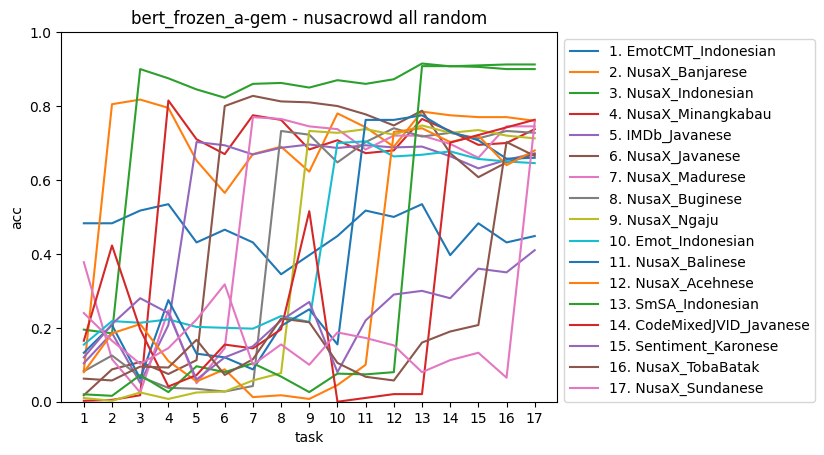 bert_frozen_a-gem - nusacrowd all random
1.0
0.8
0.6
0.4
0.2
0.0
acc
1 2 3 4 5 6 7 8 9 10 11 12 13 14 15 16 17
task
1. EmotCMT_Indonesian
2. NusaX_Banjarese
3. NusaX_Indonesian
4. NusaX_Minangkabau
5. IMDb_Javanese
6. NusaX_Javanese
7. NusaX_Madurese
8. NusaX_Buginese
9. NusaX_Ngaju
10. Emot_Indonesian
11. NusaX_Balinese
12. NusaX_Acehnese
13. SmSA_Indonesian
14. CodeMixedJVID_Javanese
15. Sentiment_Karonese
16. NusaX_TobaBatak
17. NusaX_Sundanese